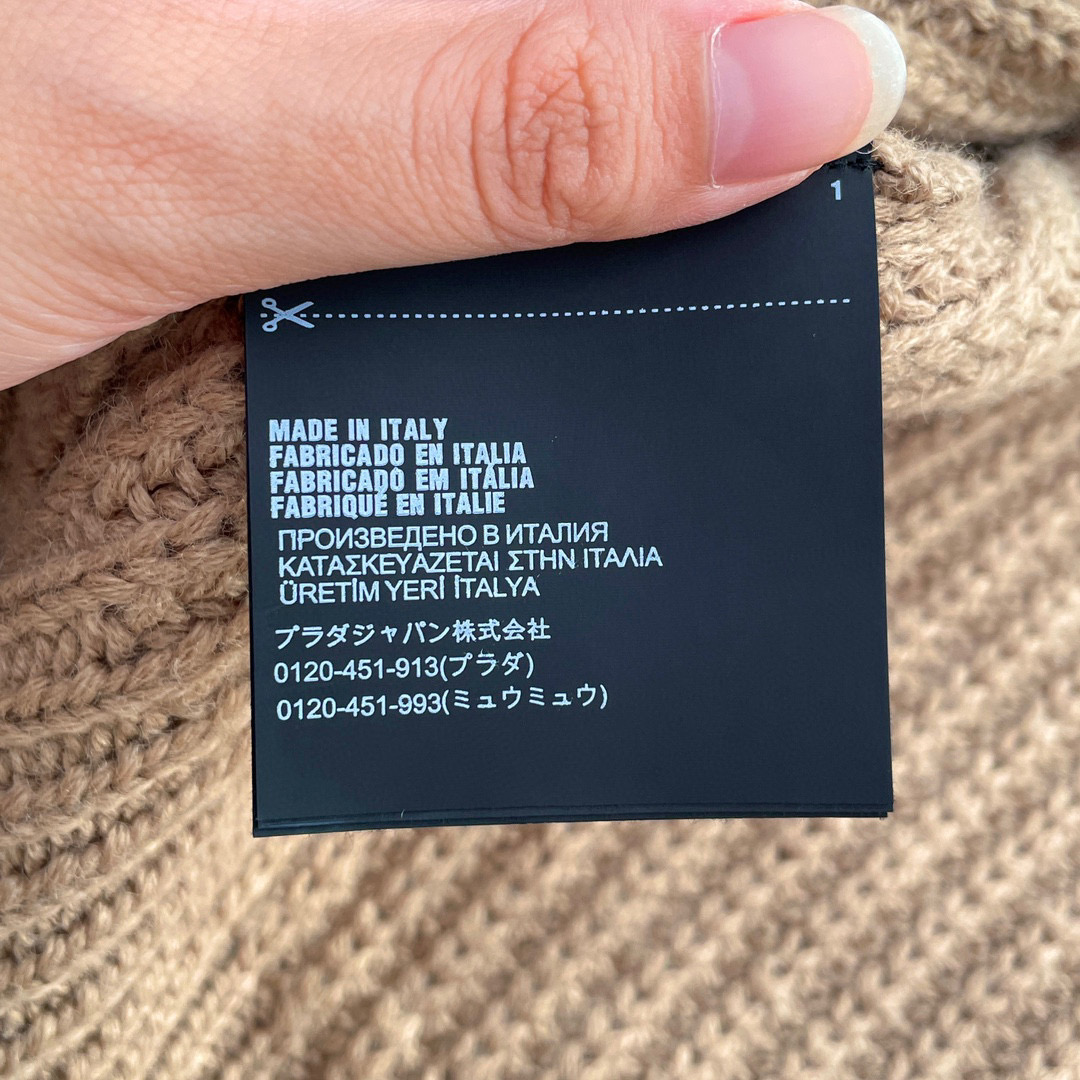 1
MADE IN ITALY
FABRICADO EN ITALIA
FABRICADO EM ITÁLIA
FABRIQUÉ EN ITALIE
ПРОИЗВЕДЕНО В ИТАЛИЯ
ΚΑΤΑΣΚΕΥΑΖΕΤΑΙ ΣΤΗΝ ΙΤΑΛΙΑ
ÜRETİM YERİ İTALYA
プラダジャパン株式会社
0120-451-913(プラダ)
0120-451-993(ミュウミュウ)